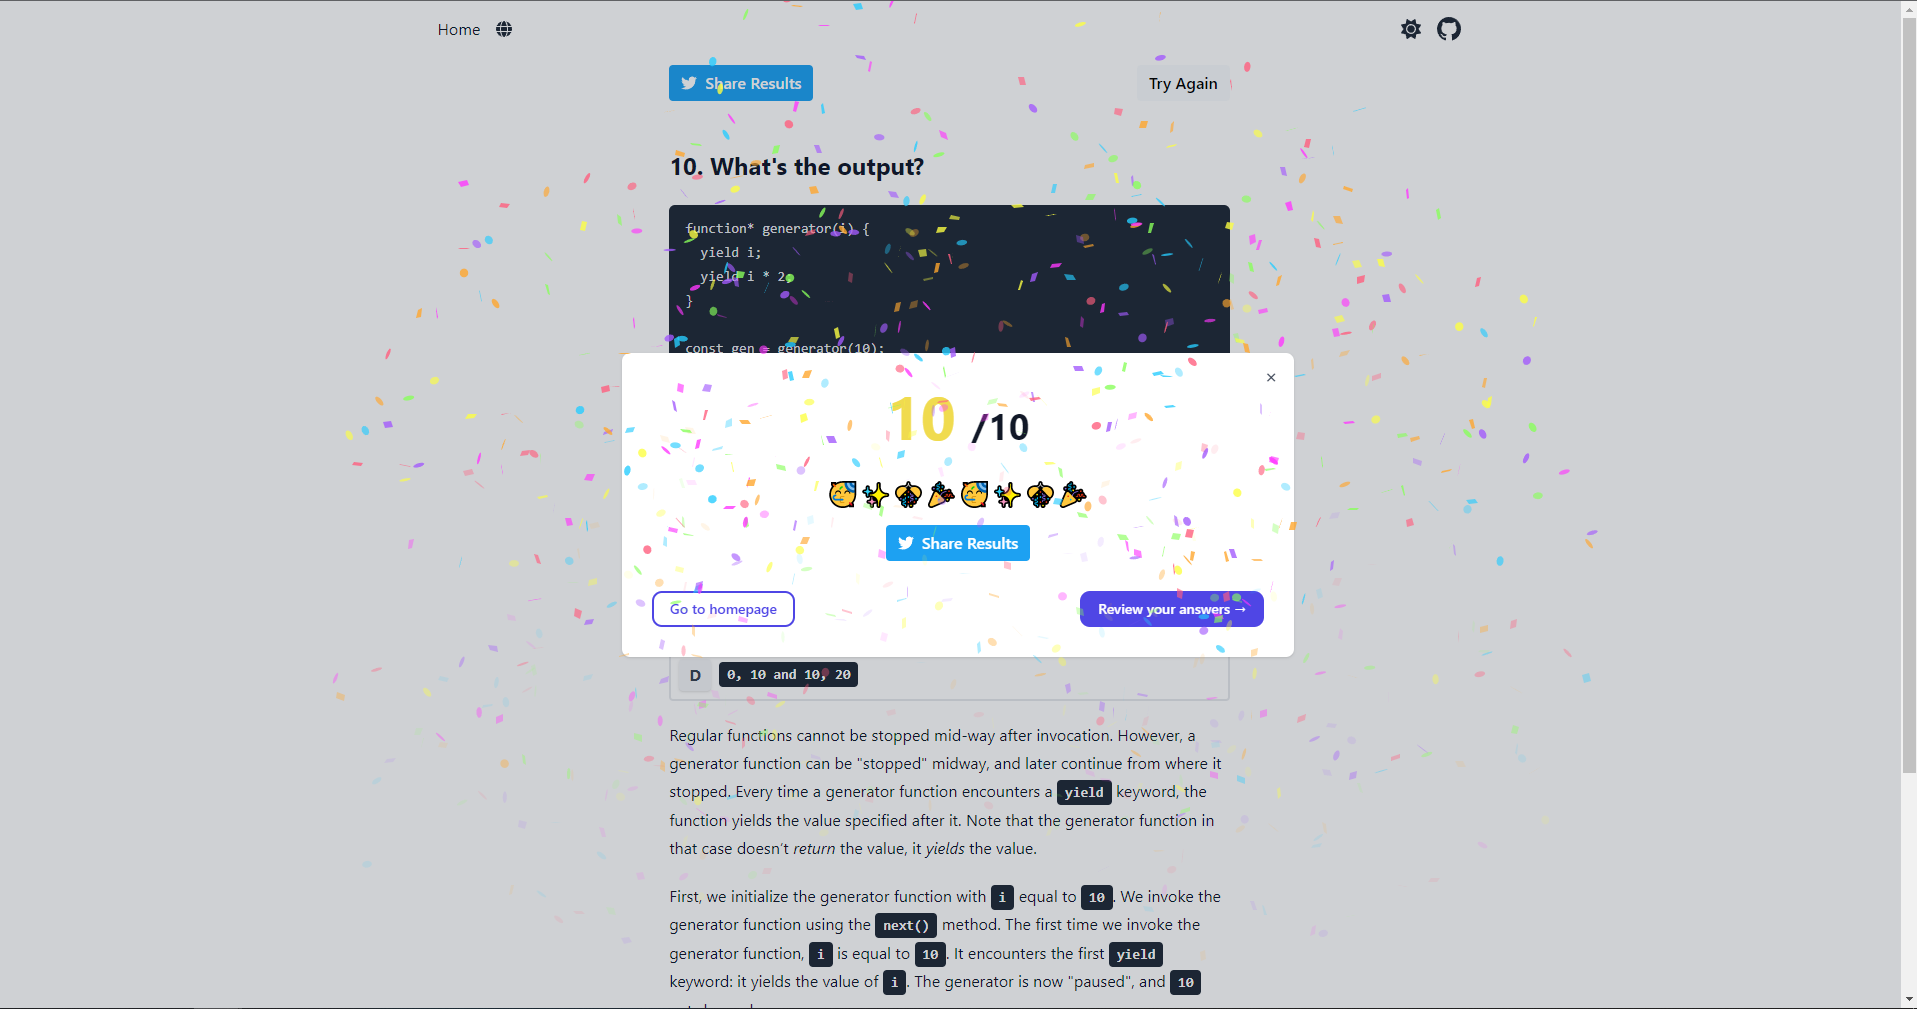 Home
Share Results
Try Again
10. What's the output?
function* generator(i) {
yield i;
yield i * 2;
}
const gen = generator(10);
×
10 /10
Share Results
Go to homepage
Review your answers →
D 0, 10 and 10, 20
Regular functions cannot be stopped mid-way after invocation. However, a
generator function can be "stopped" midway, and later continue from where it
stopped. Every time a generator function encounters a yield keyword, the
function yields the value specified after it. Note that the generator function in
that case doesn't return the value, it yields the value.
First, we initialize the generator function with i equal to 10. We invoke the
generator function using the next() method. The first time we invoke the
generator function, i is equal to 10. It encounters the first yield
keyword: it yields the value of i. The generator is now "paused", and 10